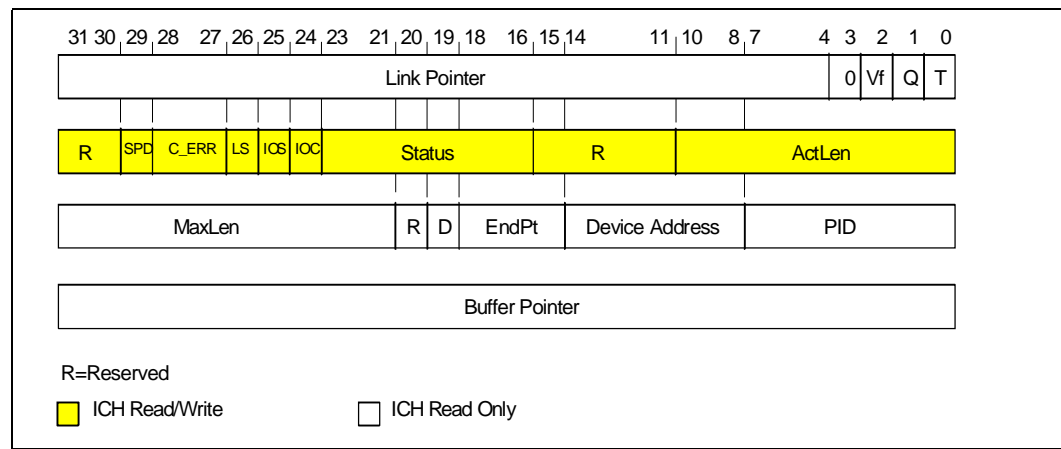 31 30 29 28 27 26 25 24 23 21 20 19 18 16 15 14 11 10 8 7 4 3 2 1 0
Link Pointer 0 Vf Q T
R SPD C_ERR LS IOS IOC Status R ActLen
MaxLen R D EndPt Device Address PID
Buffer Pointer
R=Reserved
ICH Read/Write ICH Read Only